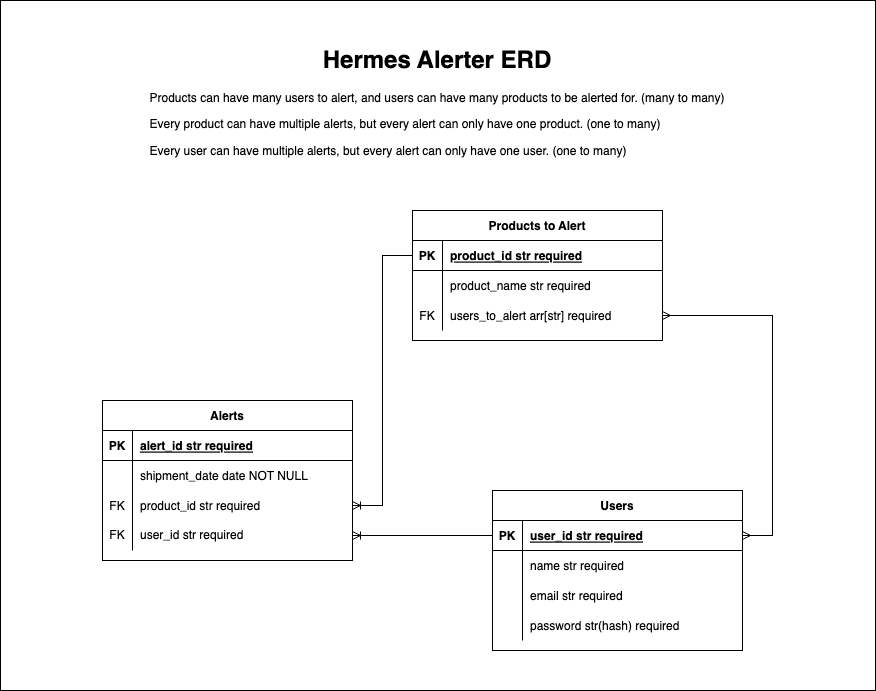 Hermes Alerter ERD
Products can have many users to alert, and users can have many products to be alerted for. (many to many)
Every product can have multiple alerts, but every alert can only have one product. (one to many)
Every user can have multiple alerts, but every alert can only have one user. (one to many)
Products to Alert
PK product_id str required
product_name str required
FK users_to_alert arr[str] required
Alerts
PK alert_id str required
shipment_date date NOT NULL
FK product_id str required
FK user_id str required
Users
PK user_id str required
name str required
email str required
password str(hash) required